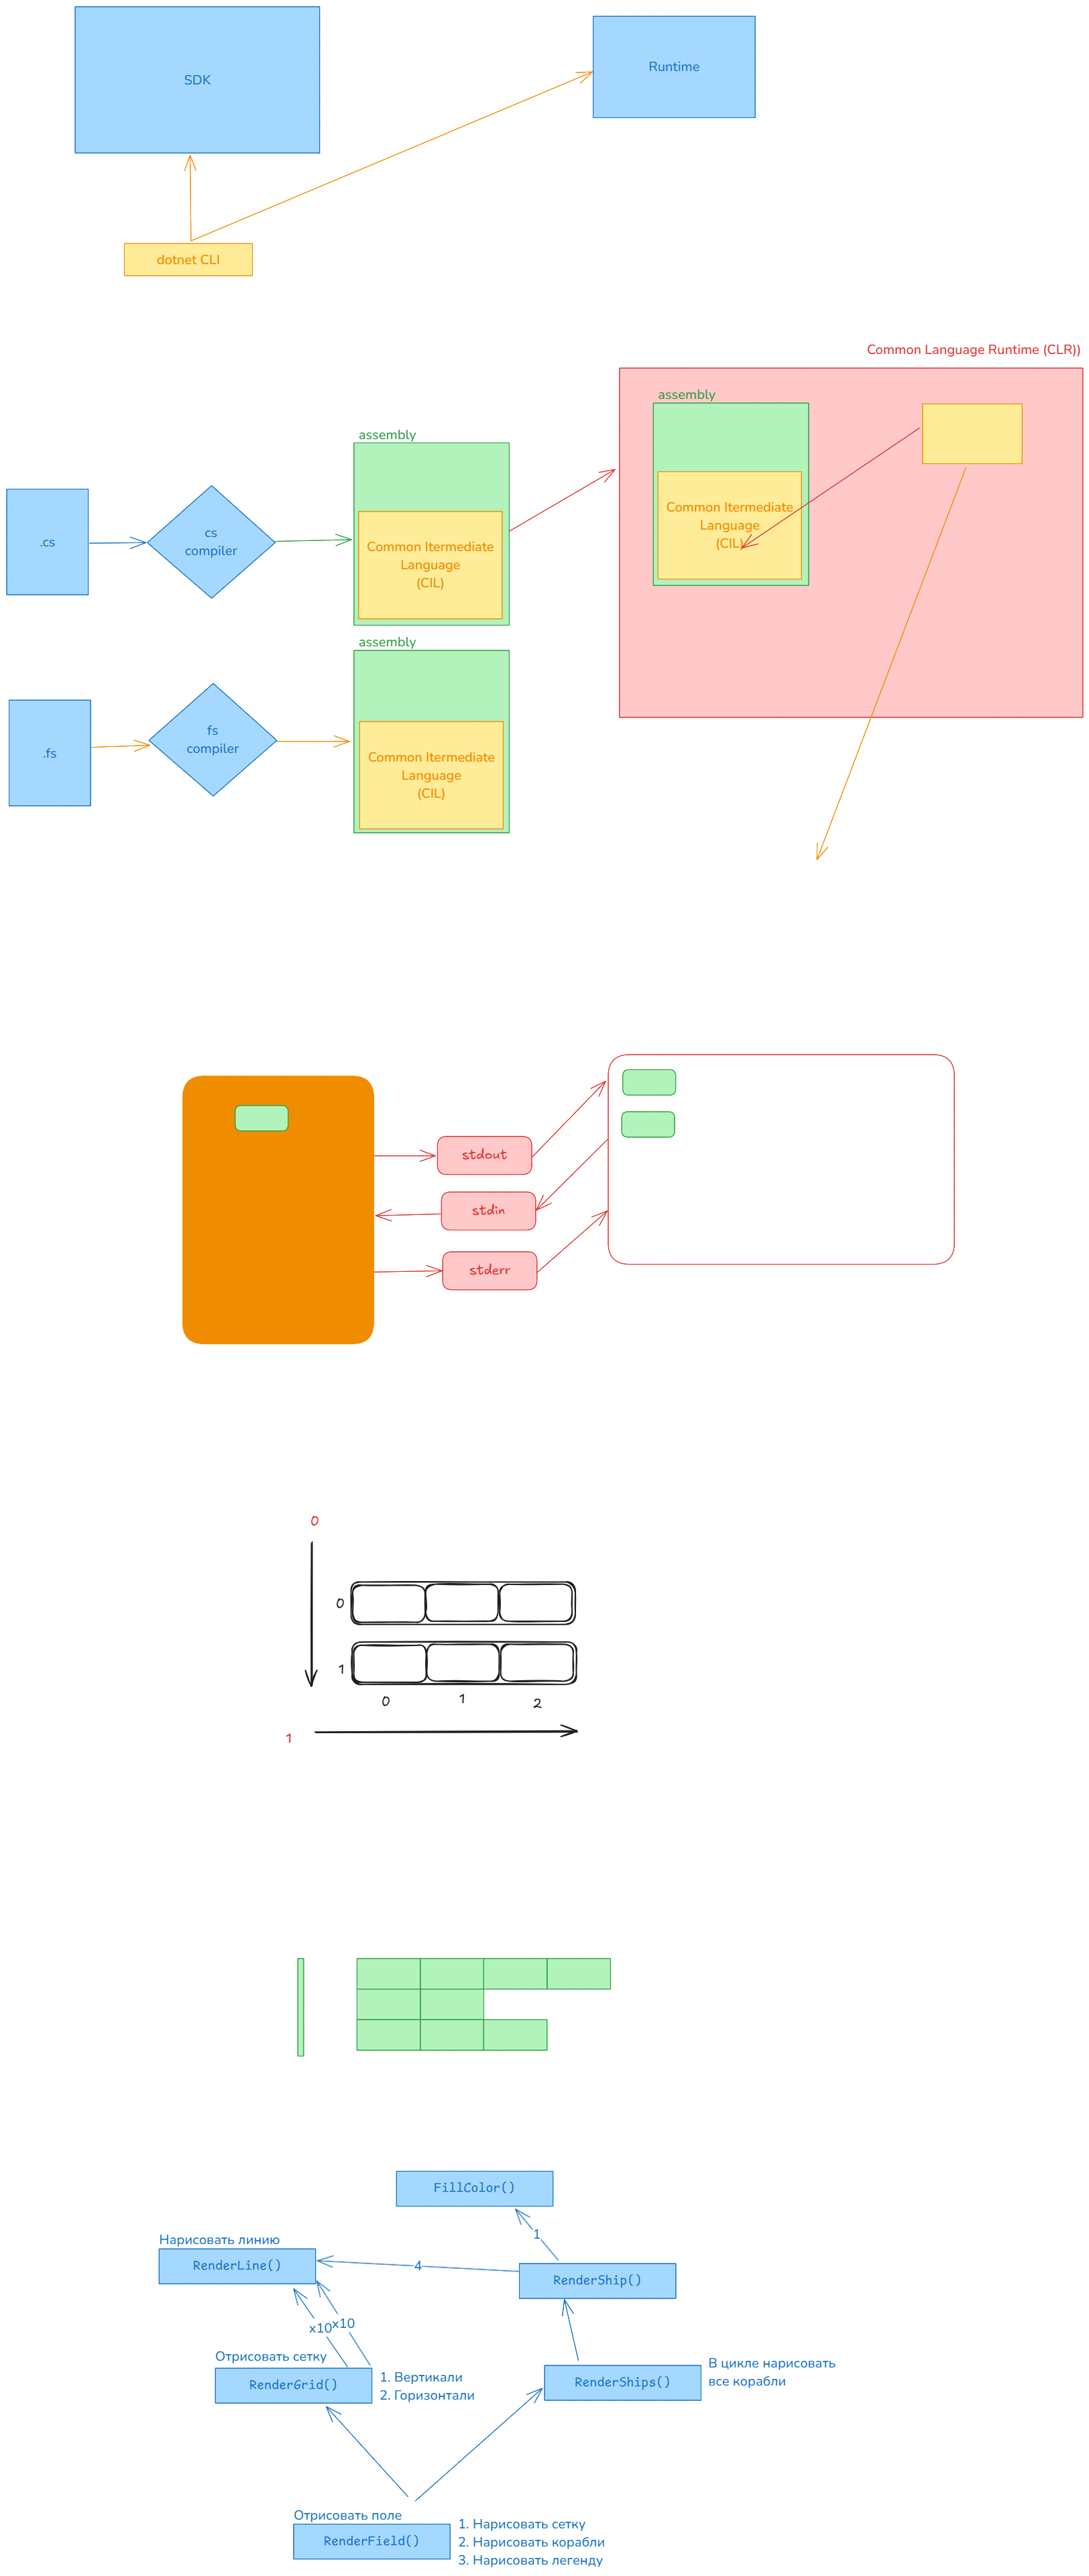 SDK
Runtime
dotnet CLI
Common Language Runtime (CLR))
assembly
assembly
.cs
cs
compiler
Common Itermediate
Language
(CIL)
Common Itermediate
Language
(CIL)
assembly
.fs
fs
compiler
Common Itermediate
Language
(CIL)
stdout
stdin
stderr
0
0
1
0
1
2
1
FillColor()
1
Нарисовать линию
RenderLine()
4
RenderShip()
x10
x10
Отрисовать сетку
RenderGrid()
1. Вертикали
2. Горизонтали
RenderShips()
В цикле нарисовать
все корабли
Отрисовать поле
RenderField()
1. Нарисовать сетку
2. Нарисовать корабли
3. Нарисовать легенду